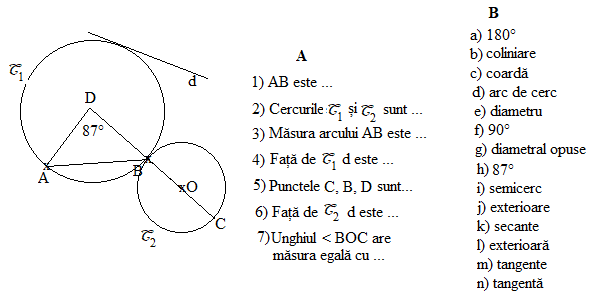 𝒞1
d
D
87°
A
B
O
C
𝒞2
A
1) AB este ...
2) Cercurile 𝒞1 și 𝒞2 sunt ...
3) Măsura arcului AB este ...
4) Față de 𝒞1 d este ...
5) Punctele C, B, D sunt...
6) Față de 𝒞2 d este ...
7) Unghiul < BOC are
măsura egală cu ...
B
a) 180°
b) coliniare
c) coardă
d) arc de cerc
e) diametru
f) 90°
g) diametral opuse
h) 87°
i) semicerc
j) exterioare
k) secante
l) exterioară
m) tangente
n) tangentă